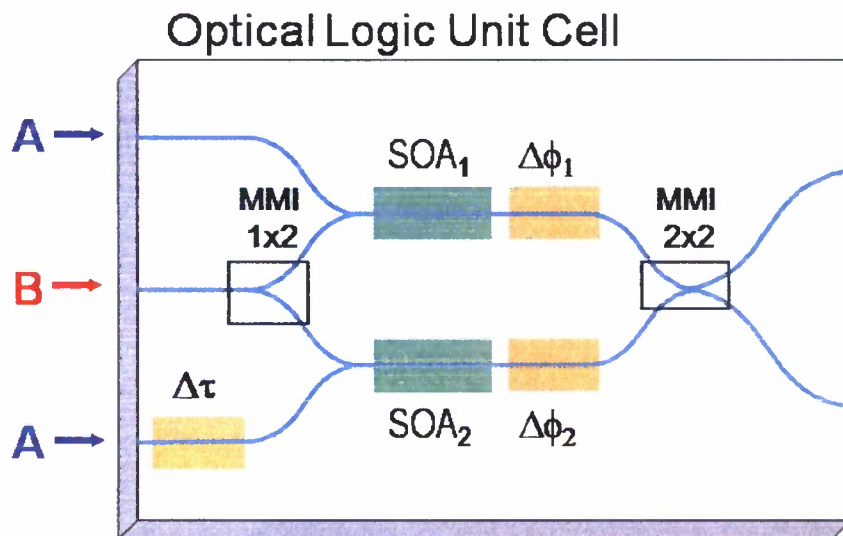 Optical Logic Unit Cell
A
SOA₁
Δϕ₁
MMI
1x2
MMI
2x2
B
Δτ
SOA₂
Δϕ₂
A